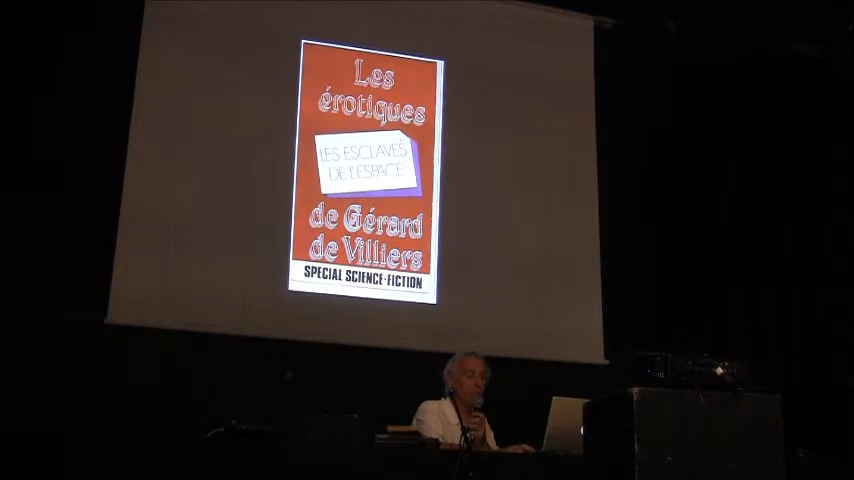 Les
érotiques
LES ESCLAVES
DE L'ESPACE
de Gérard
de Villiers
SPECIAL SCIENCE-FICTION